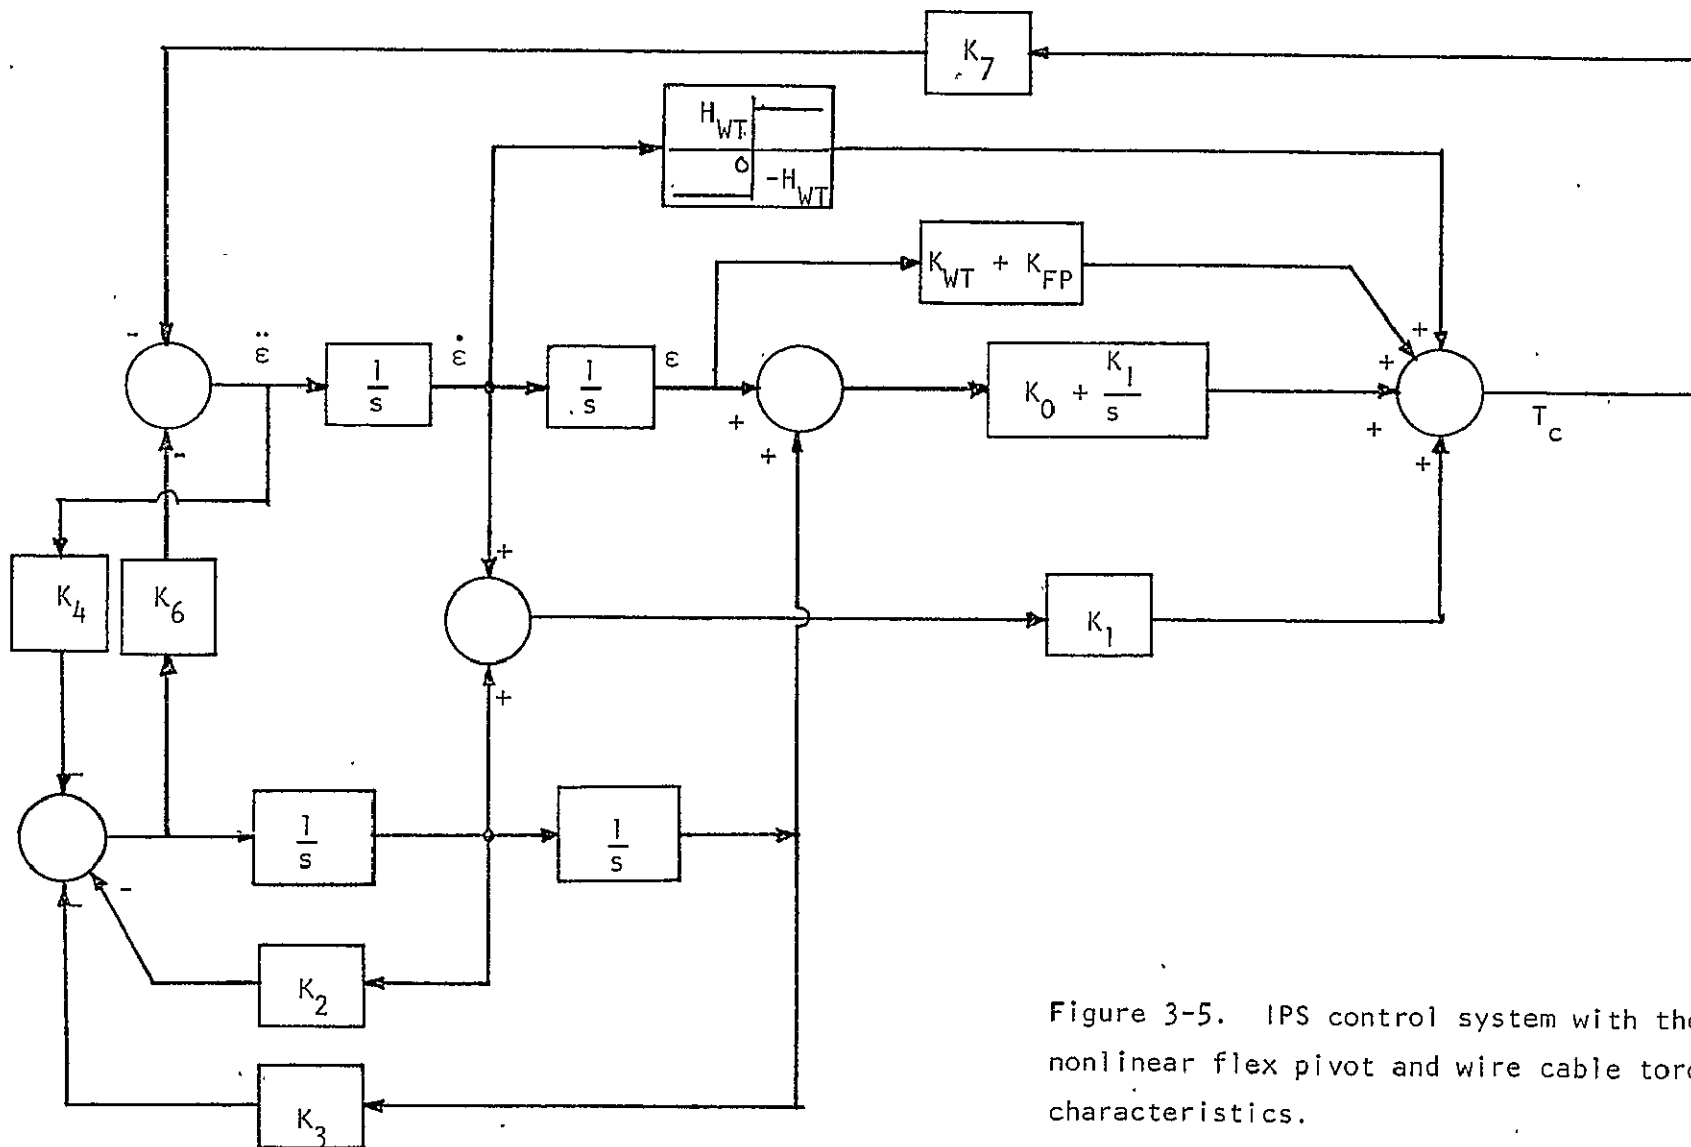 K7
HWT
0
-HWT
KWT + KFP
-
ε̈
1/s
ε̇
1/s
ε
K0 + K1/s
+
+
+
+
+
+
Tc
-
K4
K6
+
K1
+
-
1/s
1/s
-
-
K2
K3
Figure 3-5. IPS control system with the
nonlinear flex pivot and wire cable
characteristics.